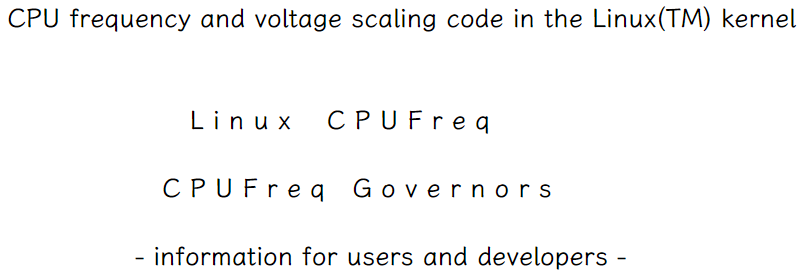 CPU frequency and voltage scaling code in the Linux(TM) kernel
L i n u x  C P U F r e q
C P U F r e q  G o v e r n o r s
- information for users and developers -